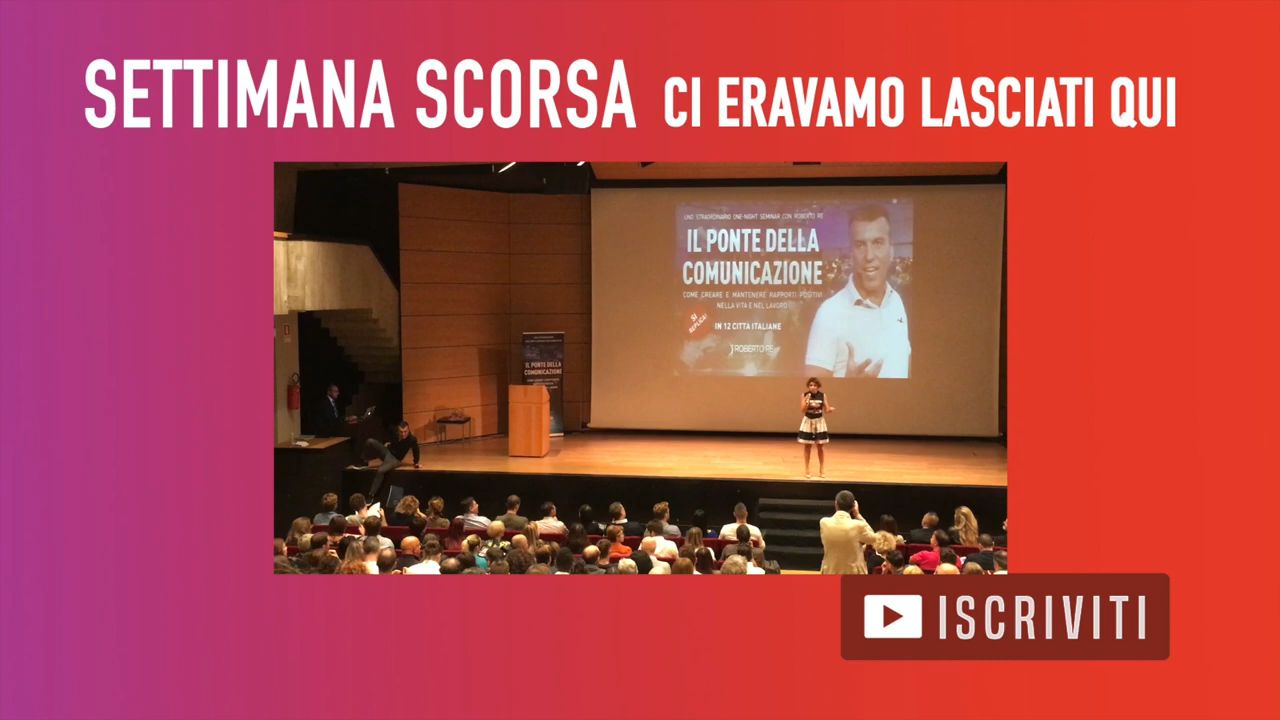 SETTIMANA SCORSA CI ERAVAMO LASCIATI QUI
UNO STRAORDINARIO ONE-NIGHT SEMINAR CON ROBERTO RE
IL PONTE DELLA
COMUNICAZIONE
COME CREARE E MANTENERE RAPPORTI POSITIVI
NELLA VITA E NEL LAVORO
SI REPLICA!
IN 12 CITTÀ ITALIANE
ROBERTO RE
IL PONTE DELLA
COMUNICAZIONE
ISCRIVITI